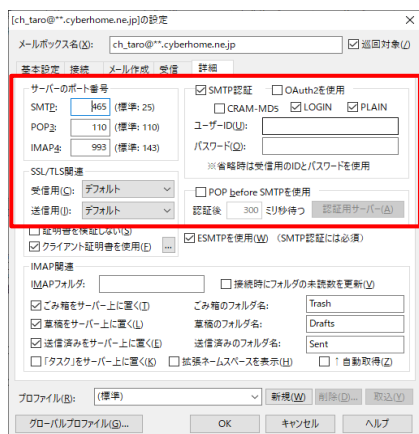 [ch_taro@**.cyberhome.ne.jp]の設定
メールボックス名(X): ch_taro@**.cyberhome.ne.jp 巡回対象(/)
基本設定 接続 メール作成 受信 詳細
サーバーのポート番号
SMTP: 465 (標準: 25)
POP3: 110 (標準: 110)
IMAP4: 993 (標準: 143)
SSL/TLS関連
受信用(C): デフォルト
送信用(I): デフォルト
SMTP認証 OAuth2を使用
CRAM-MD5 LOGIN PLAIN
ユーザーID(U):
パスワード(O):
※省略時は受信用のIDとパスワードを使用
POP before SMTPを使用
認証後 300 ミリ秒待つ 認証用サーバー(A)
証明書を検証しない(S)
クライアント証明書を使用(F) ...
ESMTPを使用(W) (SMTP認証には必須)
IMAP関連
IMAPフォルダ: 接続時にフォルダの未読数を更新(V)
ごみ箱をサーバー上に置く(T) ごみ箱のフォルダ名: Trash
草稿をサーバー上に置く(L) 草稿のフォルダ名: Drafts
送信済みをサーバー上に置く(E) 送信済みのフォルダ名: Sent
「タスク」をサーバー上に置く(K) 拡張ネームスペースを表示(H) ↑自動取得(Z)
プロファイル(R): (標準) 新規(W) 削除(D)... 取込(Y)
グローバルプロファイル(G)... OK キャンセル ヘルプ